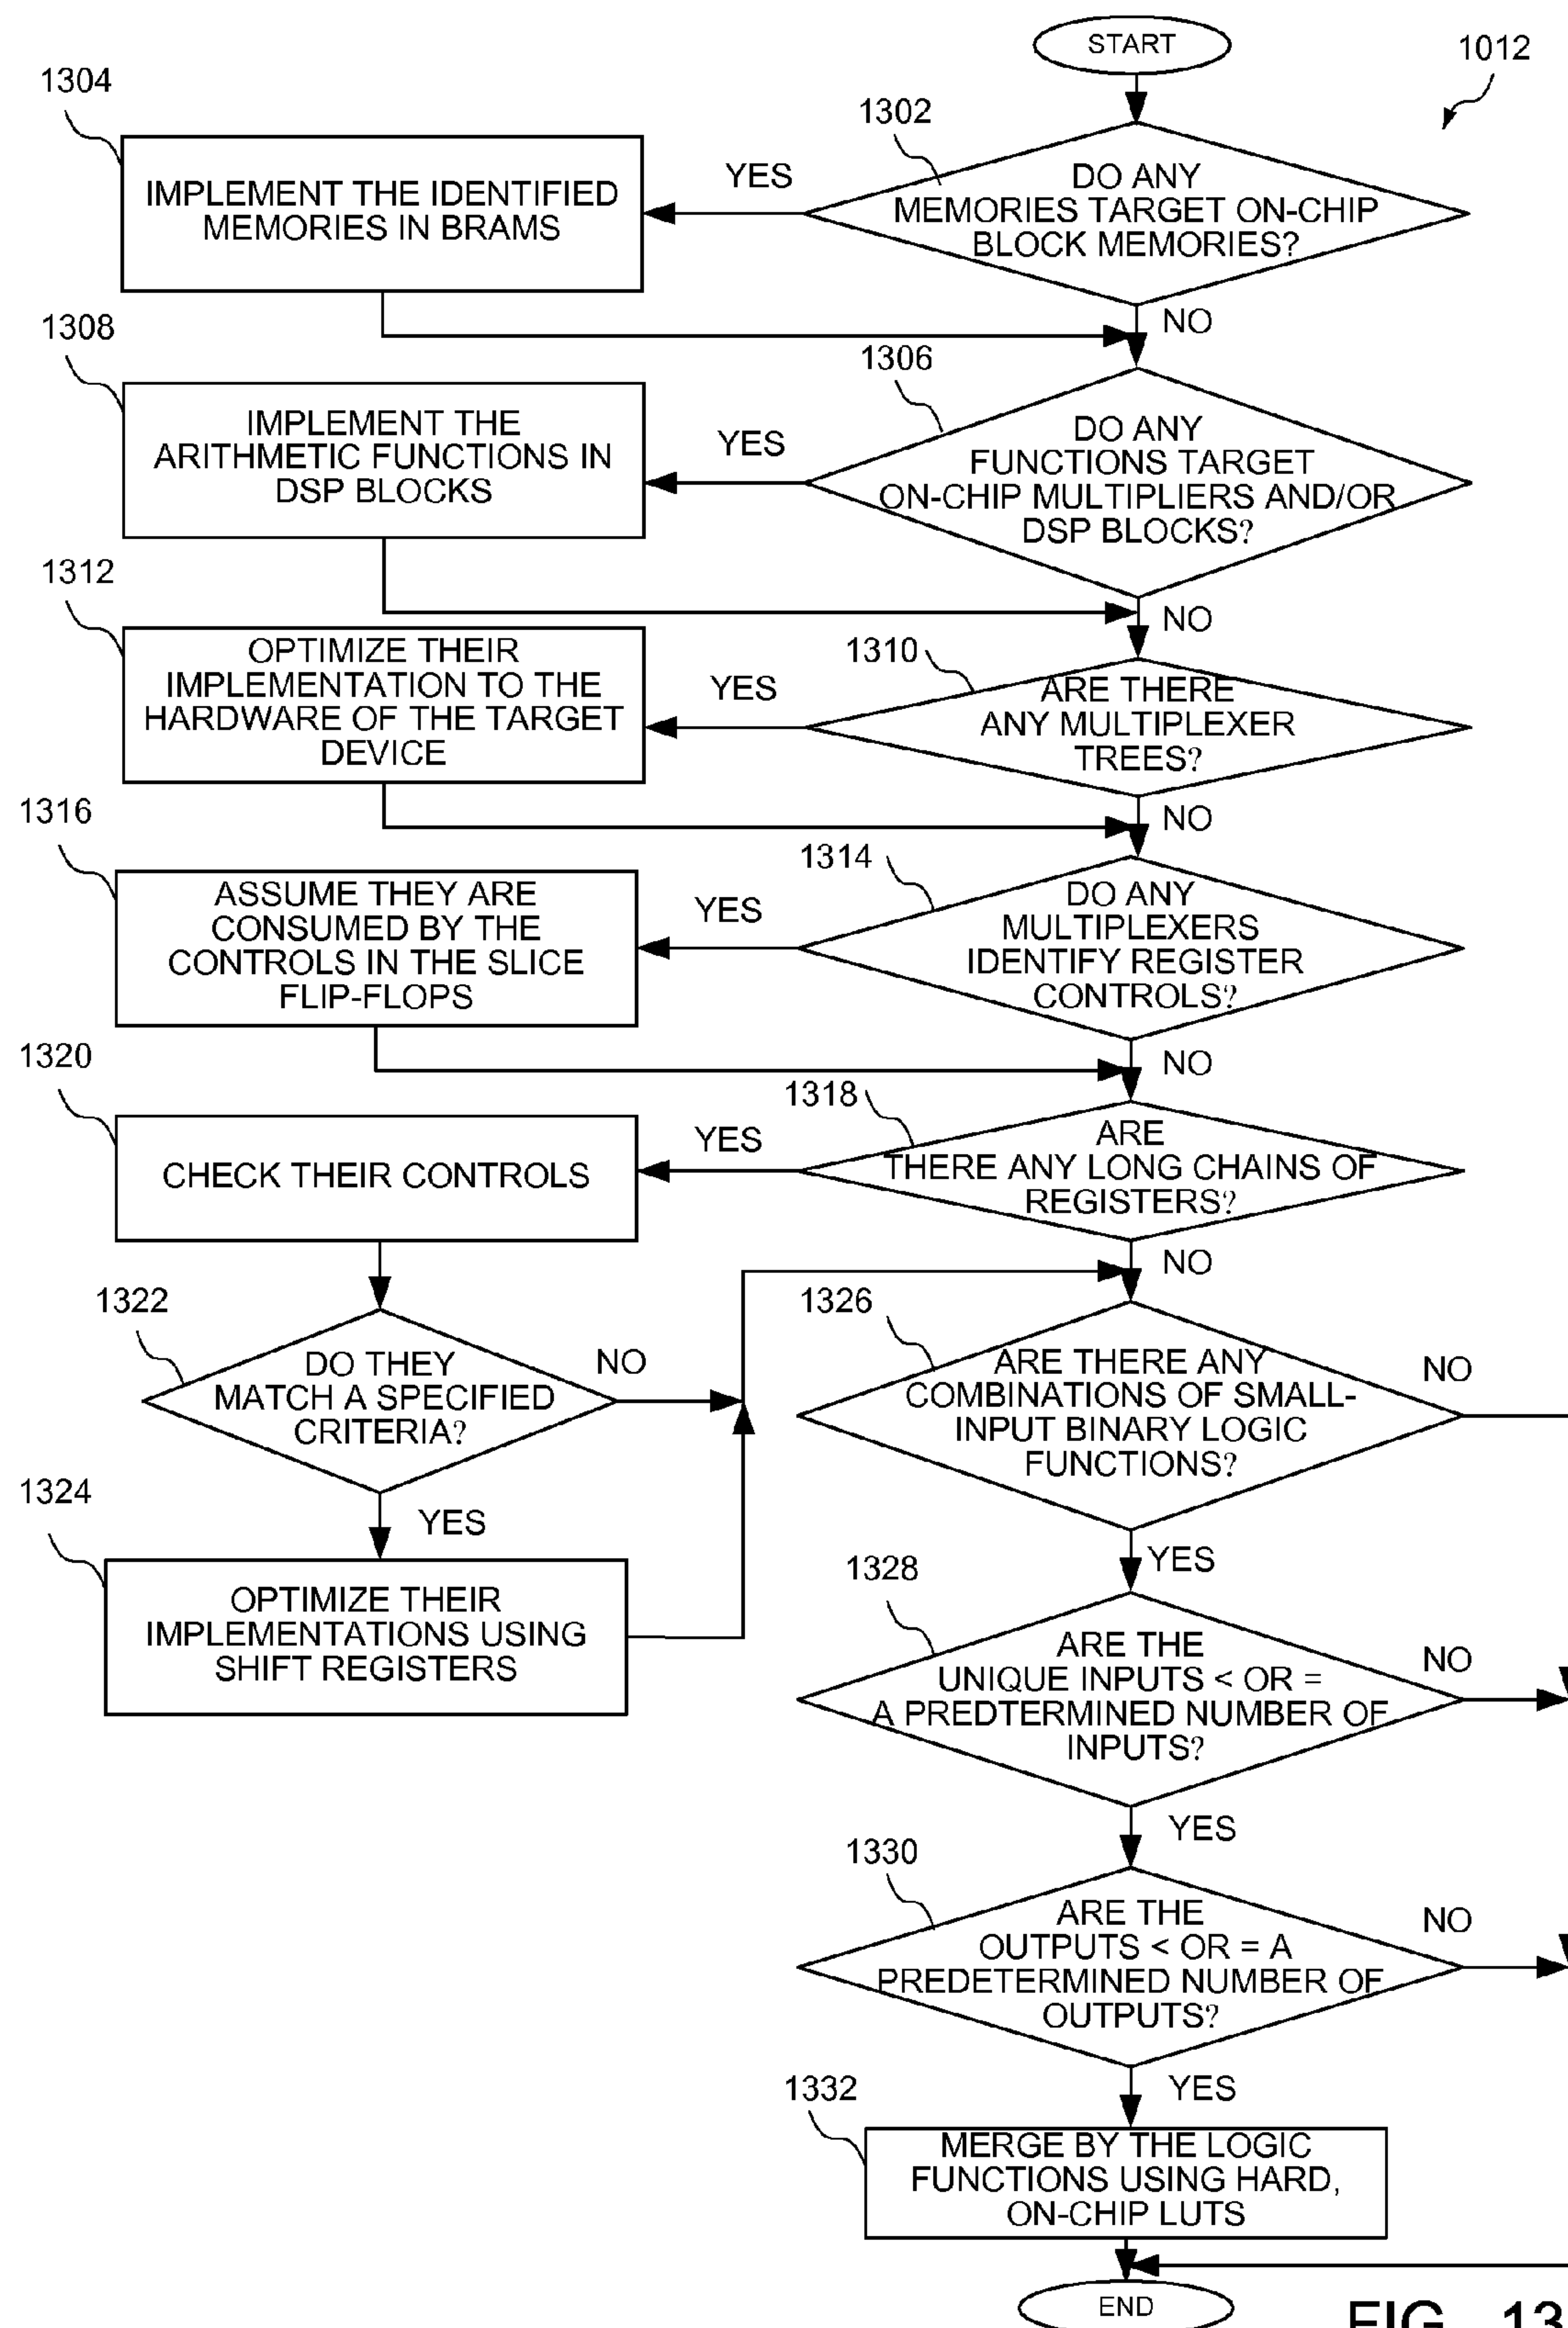 START
1012
1304
1302
IMPLEMENT THE IDENTIFIED
MEMORIES IN BRAMS
YES
DO ANY
MEMORIES TARGET ON-CHIP
BLOCK MEMORIES?
NO
1308
1306
IMPLEMENT THE
ARITHMETIC FUNCTIONS IN
DSP BLOCKS
YES
DO ANY
FUNCTIONS TARGET
ON-CHIP MULTIPLIERS AND/OR
DSP BLOCKS?
NO
1312
1310
OPTIMIZE THEIR
IMPLEMENTATION TO THE
HARDWARE OF THE TARGET
DEVICE
YES
ARE THERE
ANY MULTIPLEXER
TREES?
NO
1316
1314
ASSUME THEY ARE
CONSUMED BY THE
CONTROLS IN THE SLICE
FLIP-FLOPS
YES
DO ANY
MULTIPLEXERS
IDENTIFY REGISTER
CONTROLS?
NO
1320
1318
CHECK THEIR CONTROLS
YES
ARE
THERE ANY LONG CHAINS OF
REGISTERS?
NO
1322
DO THEY
MATCH A SPECIFIED
CRITERIA?
NO
YES
1326
ARE THERE ANY
COMBINATIONS OF SMALL-
INPUT BINARY LOGIC
FUNCTIONS?
NO
YES
1324
OPTIMIZE THEIR
IMPLEMENTATIONS USING
SHIFT REGISTERS
1328
ARE THE
UNIQUE INPUTS < OR =
A PREDTERMINED NUMBER OF
INPUTS?
NO
YES
1330
ARE THE
OUTPUTS < OR = A
PREDETERMINED NUMBER OF
OUTPUTS?
NO
YES
1332
MERGE BY THE LOGIC
FUNCTIONS USING HARD,
ON-CHIP LUTS
END
FIG. 13